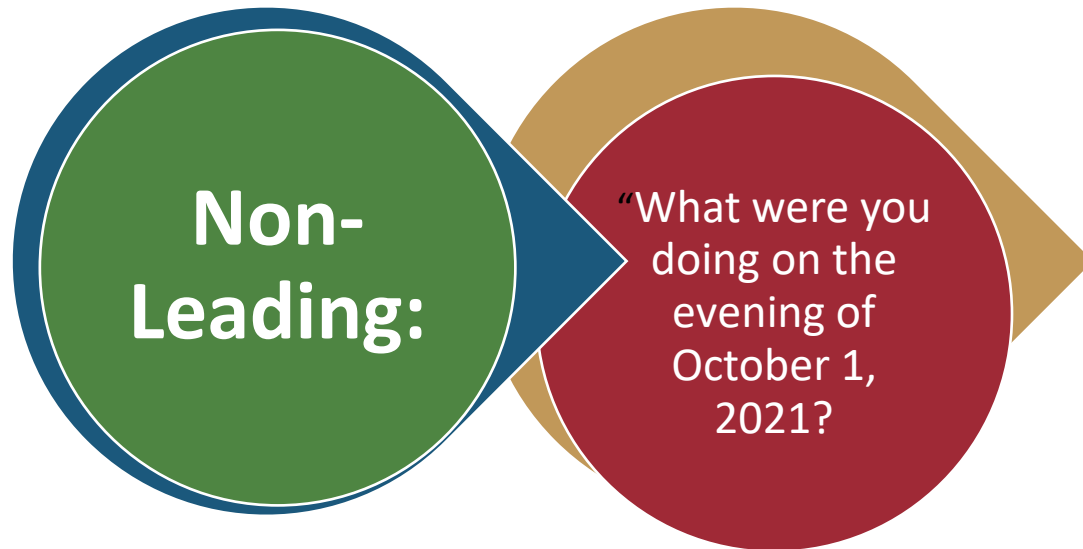 Non-
Leading:
“What were you
doing on the
evening of
October 1,
2021?